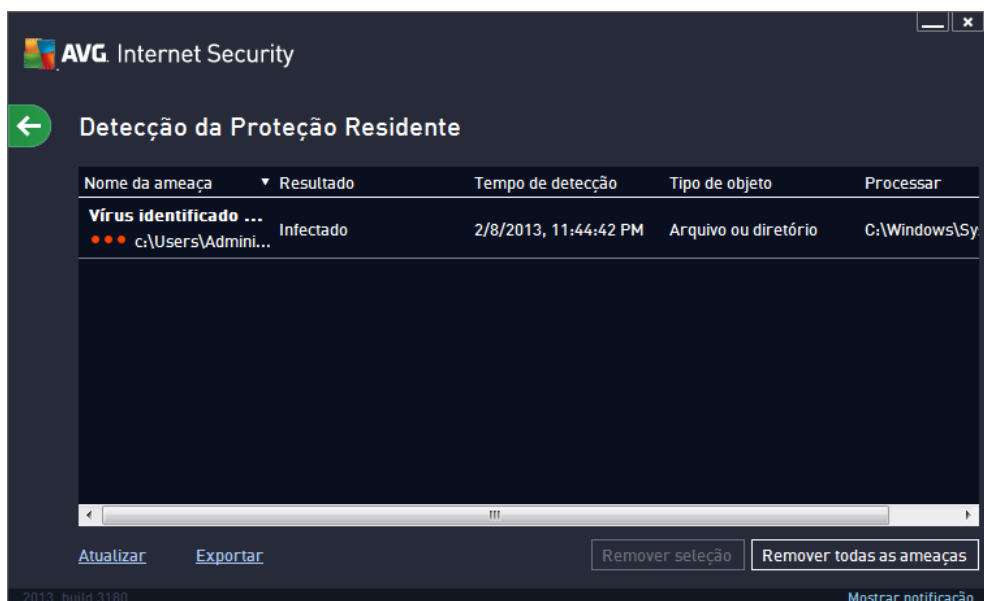 AVG. Internet Security
Detecção da Proteção Residente
Nome da ameaça Resultado Tempo de detecção Tipo de objeto Processar
Vírus identificado ...
c:\Users\Admini... Infectado 2/8/2013, 11:44:42 PM Arquivo ou diretório C:\Windows\Sy
Atualizar Exportar Remover seleção Remover todas as ameaças
2013 build 3180 Mostrar notificação